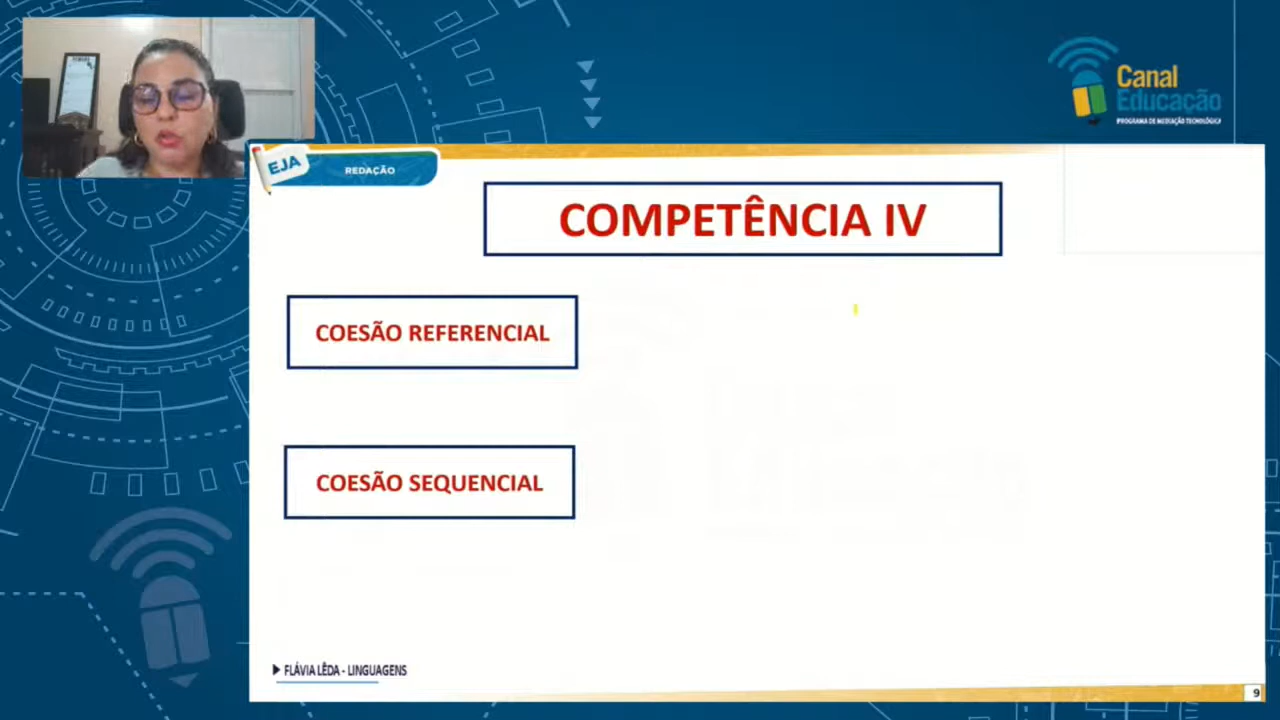 Canal
Educação
PROGRAMA DE MEDIAÇÃO TECNOLÓGICA
EJA
REDAÇÃO
COMPETÊNCIA IV
COESÃO REFERENCIAL
COESÃO SEQUENCIAL
FLÁVIA LÊDA - LINGUAGENS
9